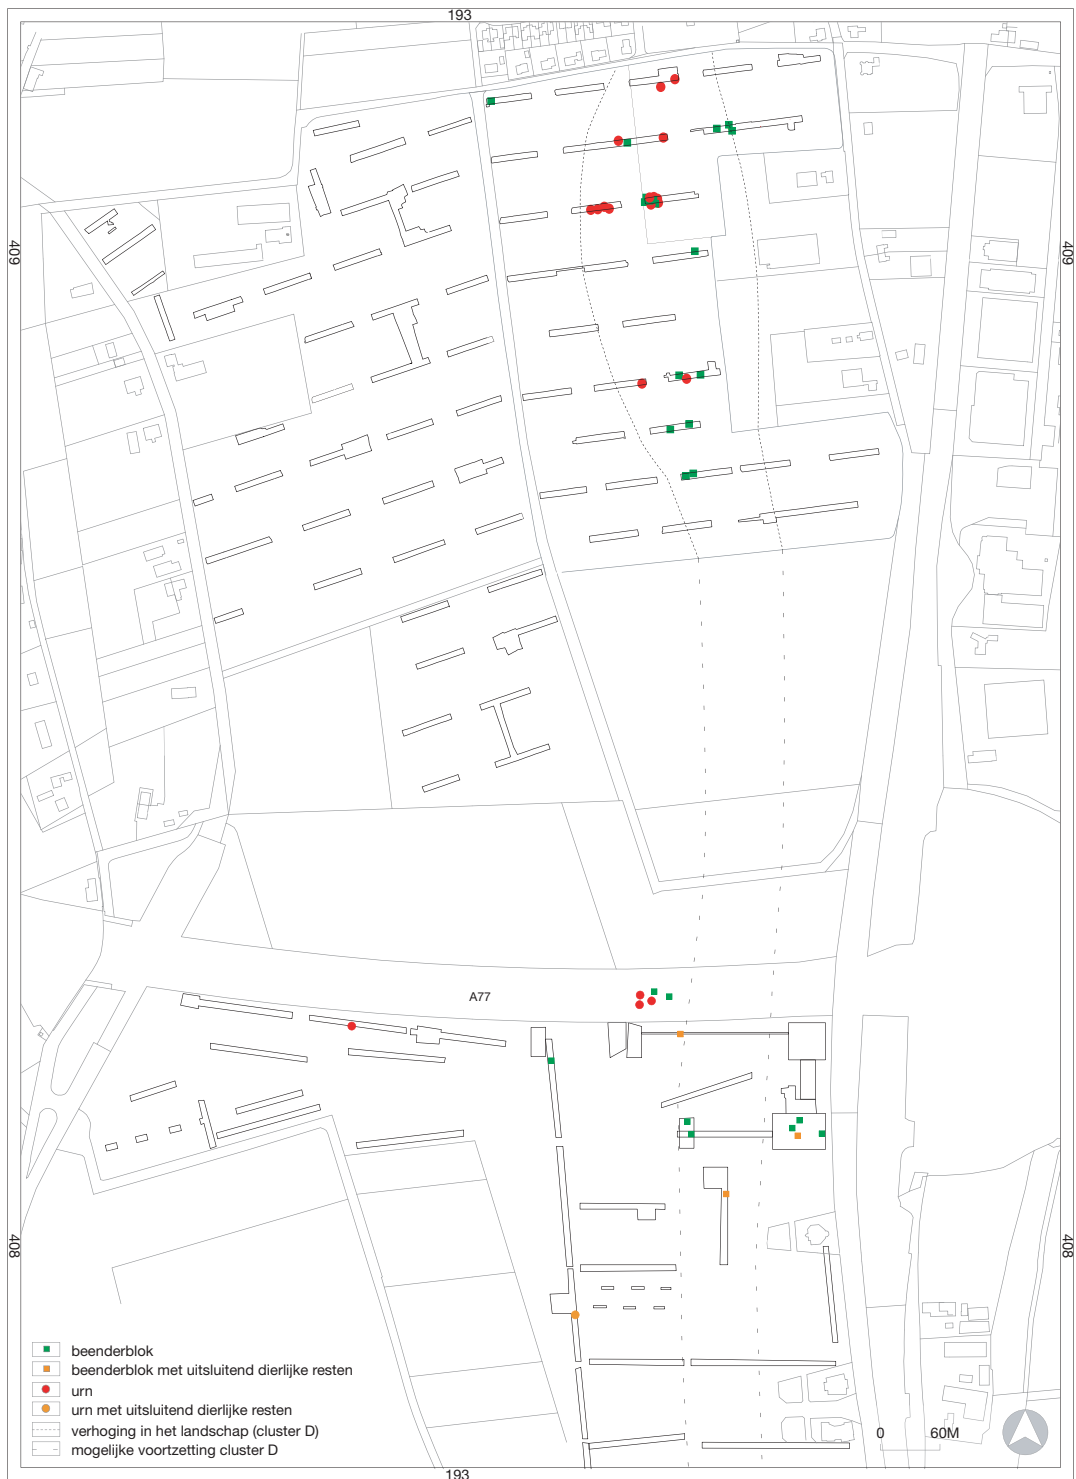 193
409
409
A77
408
408
beenderblok
beenderblok met uitsluitend dierlijke resten
urn
urn met uitsluitend dierlijke resten
verhoging in het landschap (cluster D)
mogelijke voortzetting cluster D
0 60M
193